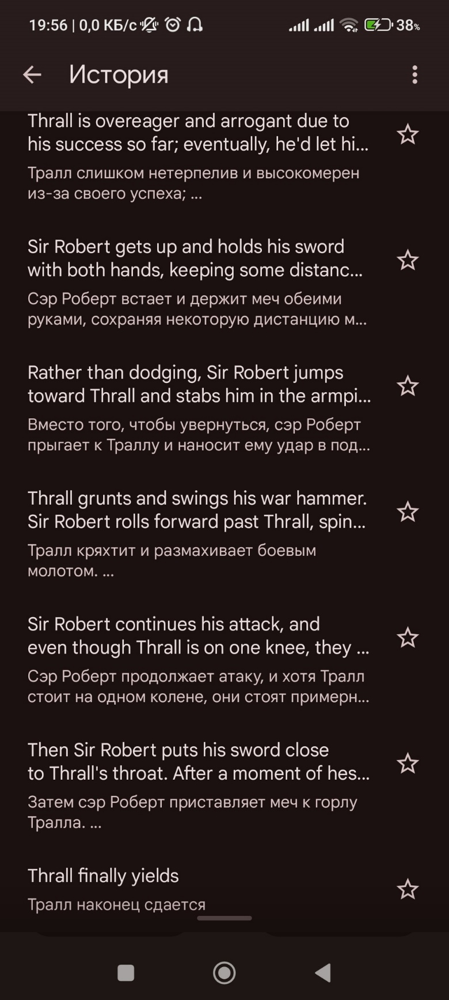 19:56 | 0,0 КБ/с 38%
История
Thrall is overeager and arrogant due to
his success so far; eventually, he'd let hi...
Тралл слишком нетерпелив и высокомерен
из-за своего успеха; ...
Sir Robert gets up and holds his sword
with both hands, keeping some distanc...
Сэр Роберт встает и держит меч обеими
руками, сохраняя некоторую дистанцию м...
Rather than dodging, Sir Robert jumps
toward Thrall and stabs him in the armpi...
Вместо того, чтобы увернуться, сэр Роберт
прыгает к Траллу и наносит ему удар в под...
Thrall grunts and swings his war hammer.
Sir Robert rolls forward past Thrall, spin...
Тралл кряхтит и размахивает боевым
молотом. ...
Sir Robert continues his attack, and
even though Thrall is on one knee, they ...
Сэр Роберт продолжает атаку, и хотя Тралл
стоит на одном колене, они стоят примерн...
Then Sir Robert puts his sword close
to Thrall's throat. After a moment of hes...
Затем сэр Роберт приставляет меч к горлу
Тралла. ...
Thrall finally yields
Тралл наконец сдается